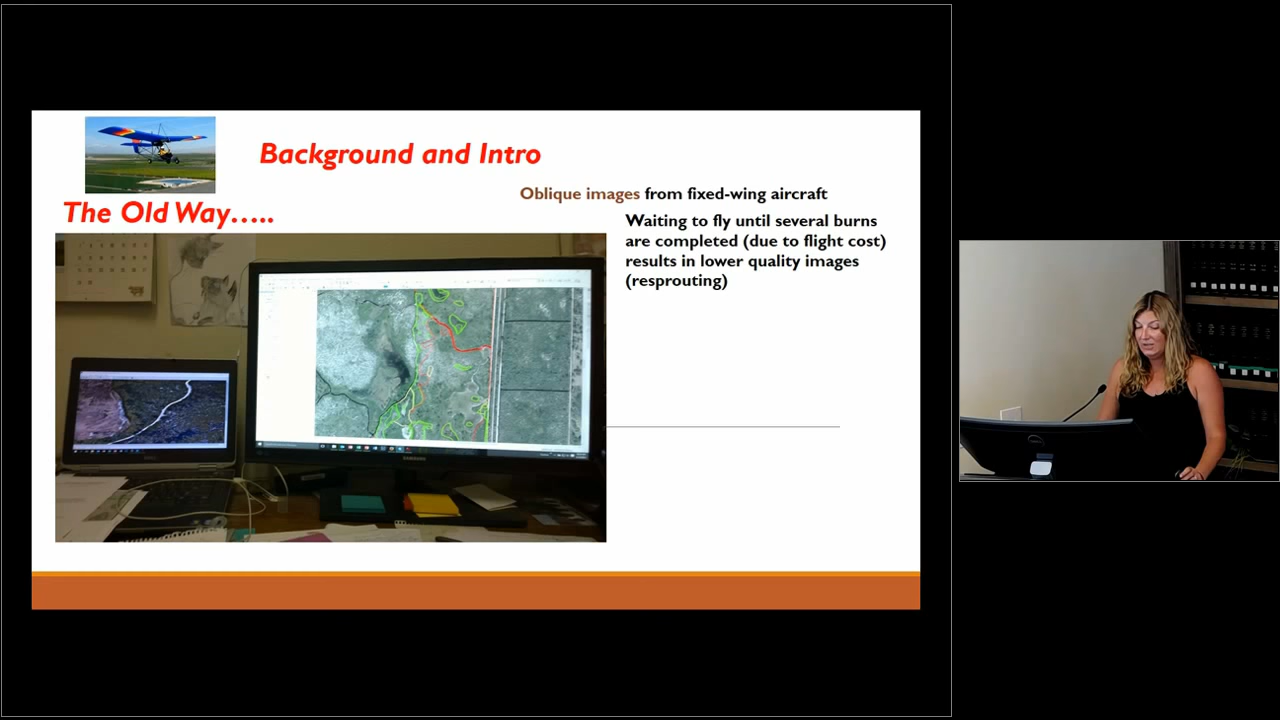 Background and Intro
The Old Way…..
Oblique images from fixed-wing aircraft
Waiting to fly until several burns
are completed (due to flight cost)
results in lower quality images
(resprouting)
SAMSUNG